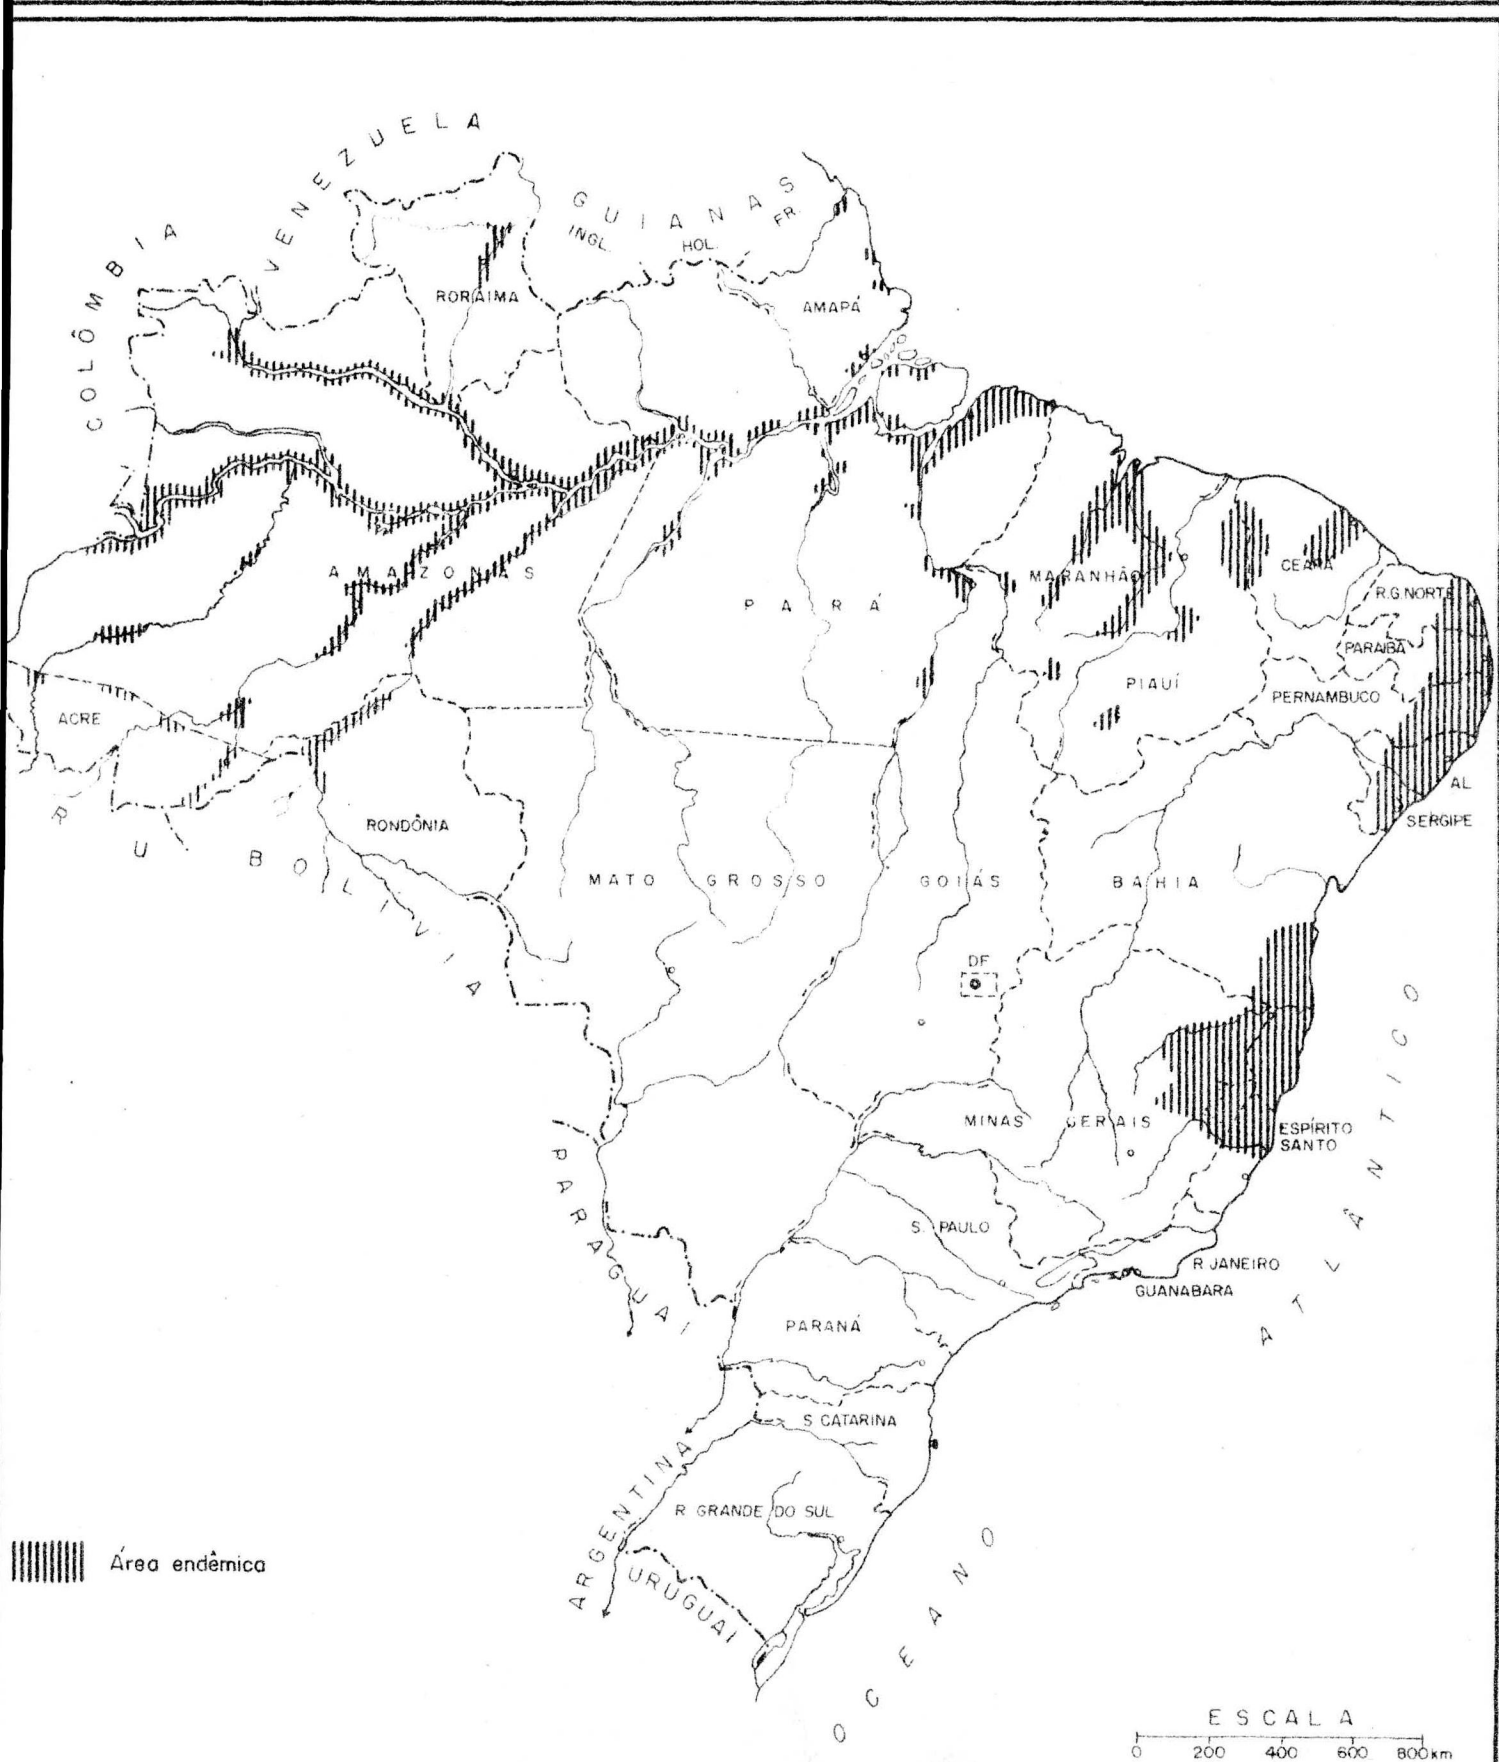 VENEZUELA
COLÔMBIA
GUIANAS
INGL.
HOL.
FR.
RORAIMA
AMAPÁ
AMAZONAS
PARÁ
MARANHÃO
CEARÁ
R.G.NORTE
PARAIBA
PIAUÍ
PERNAMBUCO
ACRE
AL
SERGIPE
RONDÔNIA
R U
BOLIVIA
MATO GROSSO
GOIÁS
BAHIA
DF
MINAS GERAIS
ESPÍRITO
SANTO
PARAGUAI
S. PAULO
R JANEIRO
GUANABARA
PARANÁ
S CATARINA
ARGENTINA
R GRANDE DO SUL
URUGUAI
OCEANO
ATLÂNTICO
Área endêmica
ESCALA
0 200 400 600 800km